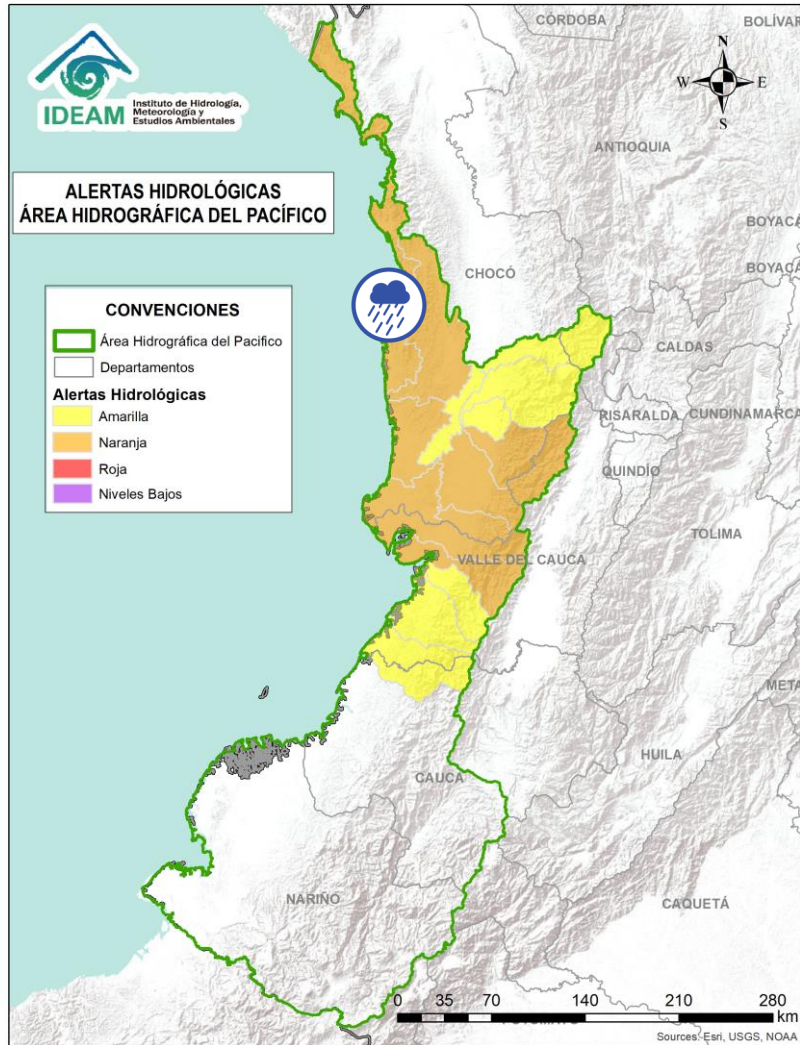 IDEAM
Instituto de Hidrología,
Meteorología y
Estudios Ambientales
CÓRDOBA
BOLÍVAR
N
W
E
S
ANTIOQUIA
ALERTAS HIDROLÓGICAS
ÁREA HIDROGRÁFICA DEL PACÍFICO
BOYACÁ
BOYACÁ
CHOCÓ
CONVENCIONES
Área Hidrográfica del Pacifico
Departamentos
Alertas Hidrológicas
Amarilla
Naranja
Roja
Niveles Bajos
CALDAS
RISARALDA
CUNDINAMARCA
QUINDÍO
TOLIMA
VALLE DEL CAUCA
META
HUILA
CAUCA
NARIÑO
CAQUETÁ
0 35 70 140 210 280
km
Sources: Esri, USGS, NOAA